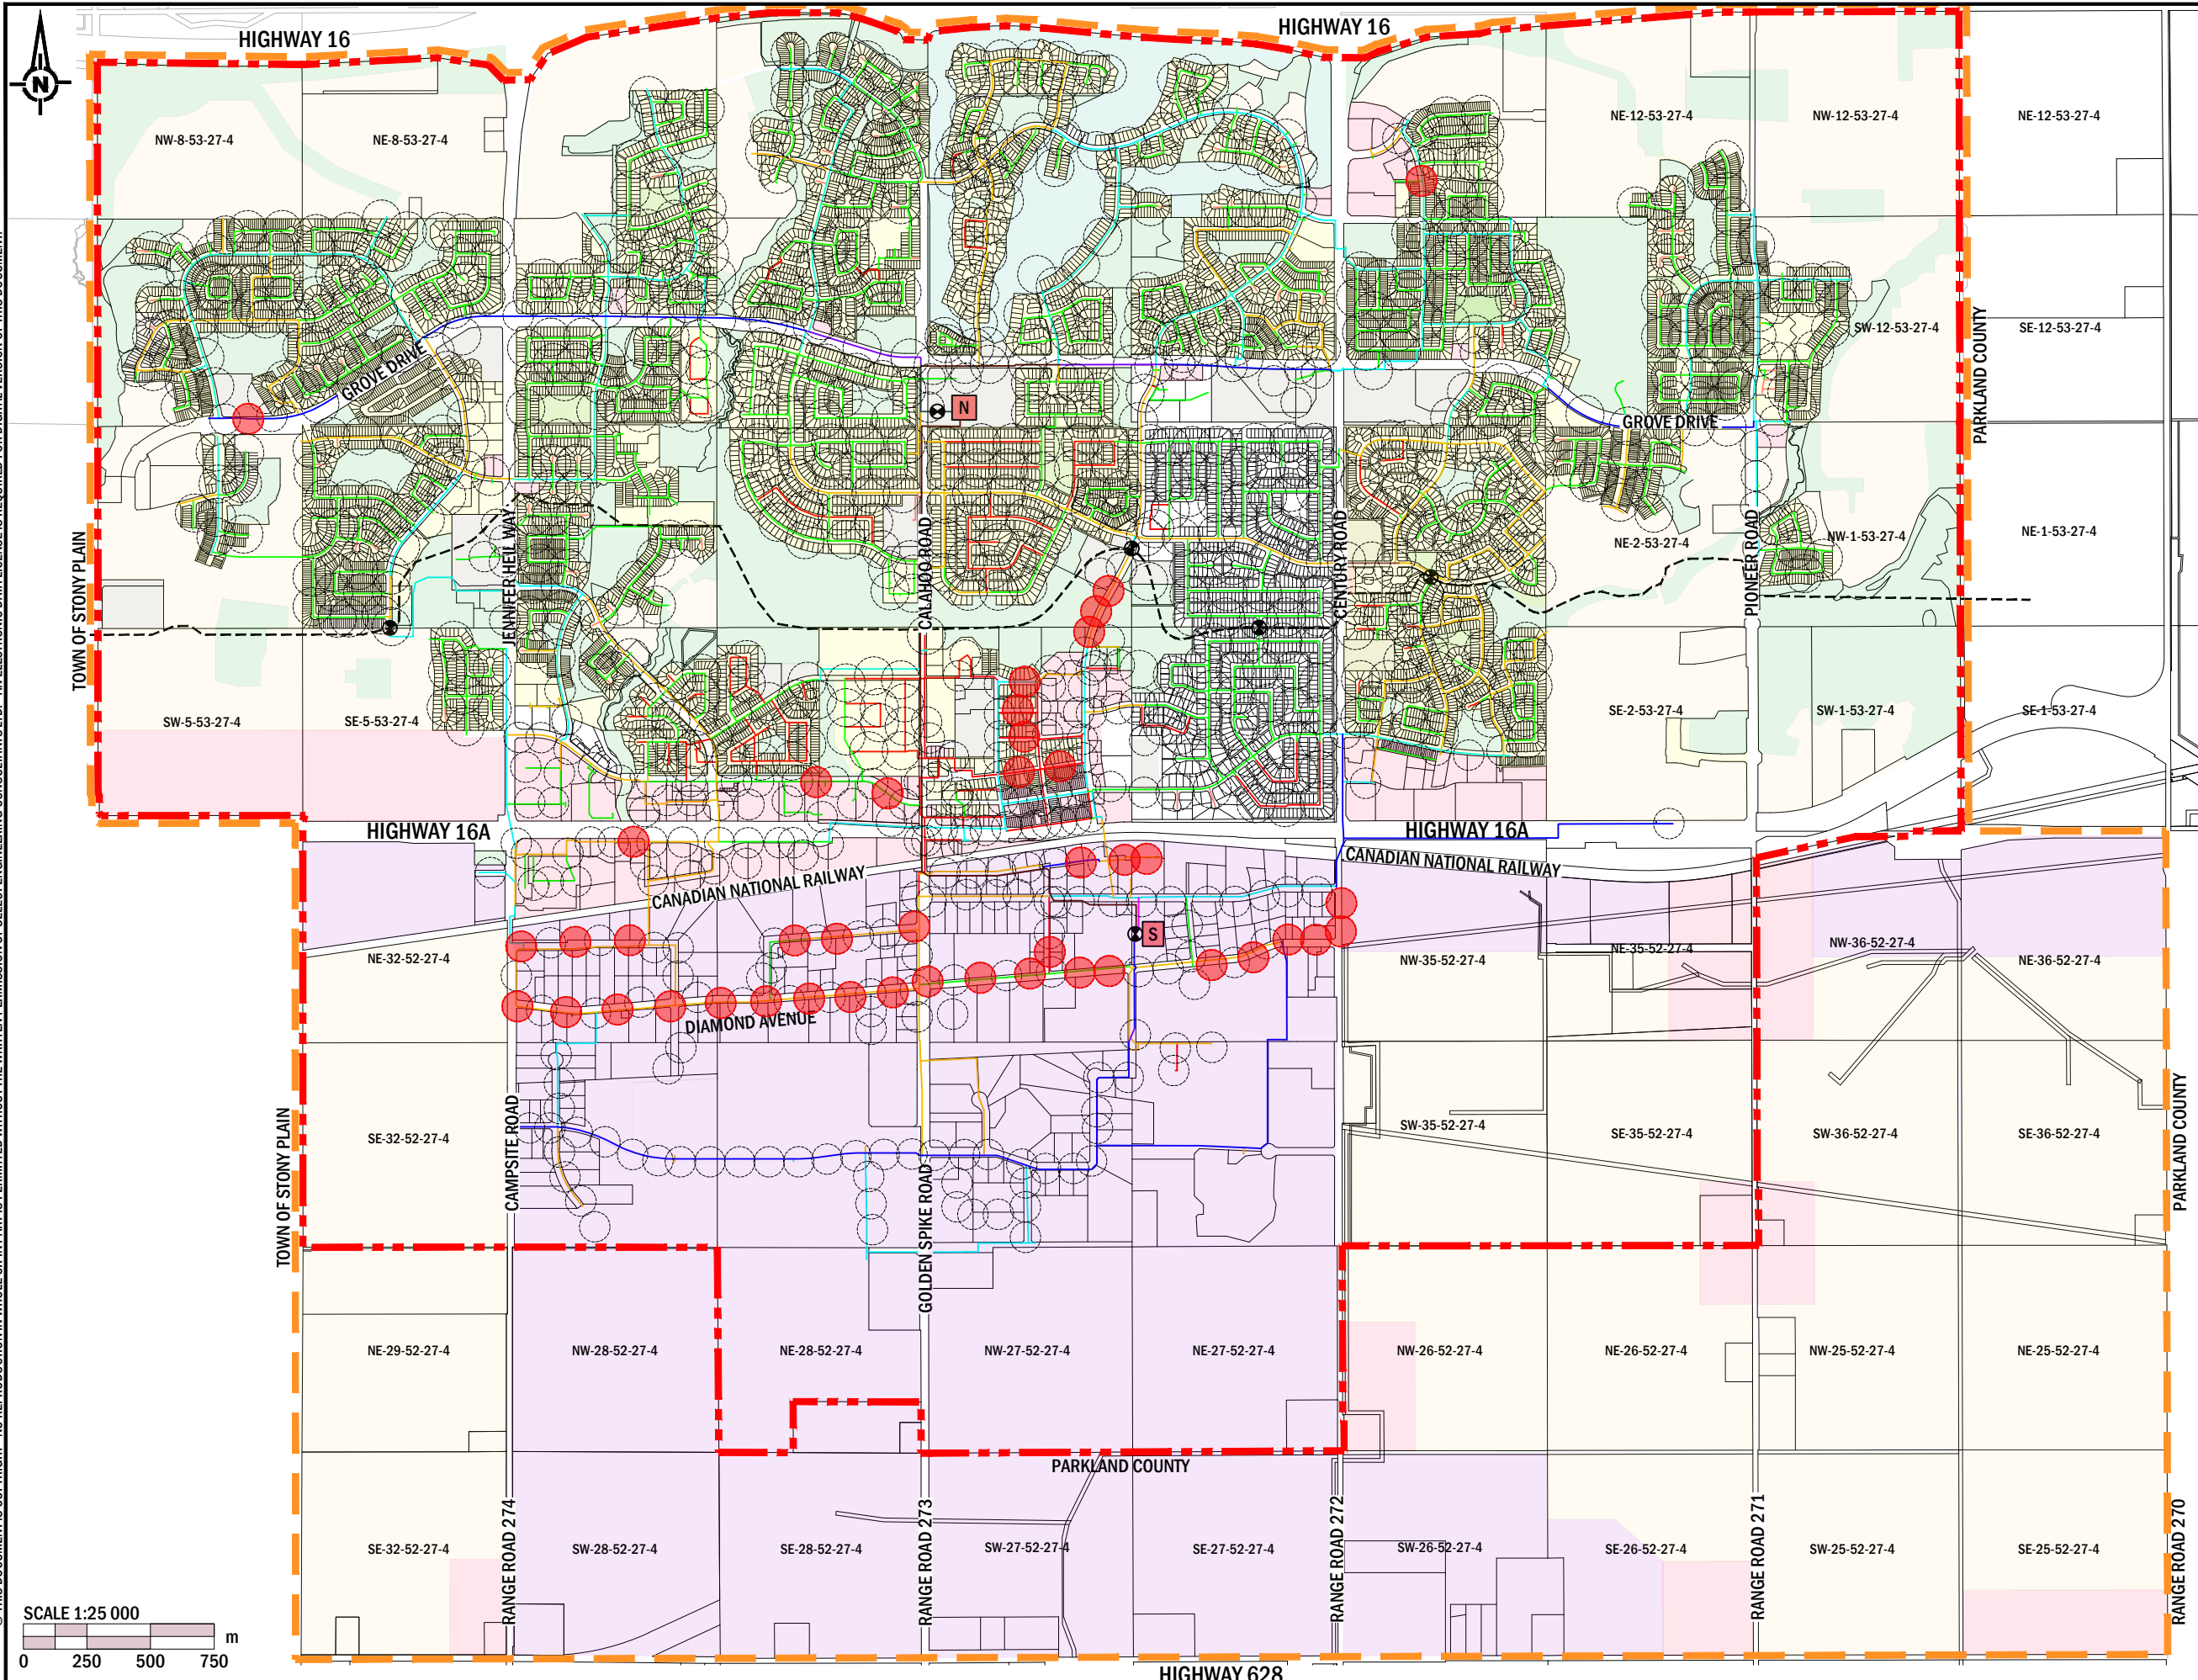 HIGHWAY 16
HIGHWAY 16
N
NW-8-53-27-4
NE-8-53-27-4
NE-12-53-27-4
NW-12-53-27-4
NE-12-53-27-4
SW-12-53-27-4
SE-12-53-27-4
PARKLAND COUNTY
GROVE DRIVE
N
GROVE DRIVE
TOWN OF STONY PLAIN
JENNIFER HEIL WAY
CALAHOO ROAD
CENTURY ROAD
PIONEER ROAD
NE-2-53-27-4
NW-1-53-27-4
NE-1-53-27-4
SW-5-53-27-4
SE-5-53-27-4
SE-2-53-27-4
SW-1-53-27-4
SE-1-53-27-4
HIGHWAY 16A
HIGHWAY 16A
CANADIAN NATIONAL RAILWAY
CANADIAN NATIONAL RAILWAY
S
NE-32-52-27-4
NW-35-52-27-4
NE-35-52-27-4
NW-36-52-27-4
NE-36-52-27-4
DIAMOND AVENUE
TOWN OF STONY PLAIN
CAMPSITE ROAD
GOLDEN SPIKE ROAD
SE-32-52-27-4
SW-35-52-27-4
SE-35-52-27-4
SW-36-52-27-4
SE-36-52-27-4
PARKLAND COUNTY
NE-29-52-27-4
NW-28-52-27-4
NE-28-52-27-4
NW-27-52-27-4
NE-27-52-27-4
NW-26-52-27-4
NE-26-52-27-4
NW-25-52-27-4
NE-25-52-27-4
PARKLAND COUNTY
RANGE ROAD 274
RANGE ROAD 273
RANGE ROAD 272
RANGE ROAD 271
RANGE ROAD 270
SE-32-52-27-4
SW-28-52-27-4
SE-28-52-27-4
SW-27-52-27-4
SE-27-52-27-4
SW-26-52-27-4
SE-26-52-27-4
SW-25-52-27-4
SE-25-52-27-4
SCALE 1:25 000
m
0 250 500 750
HIGHWAY 628